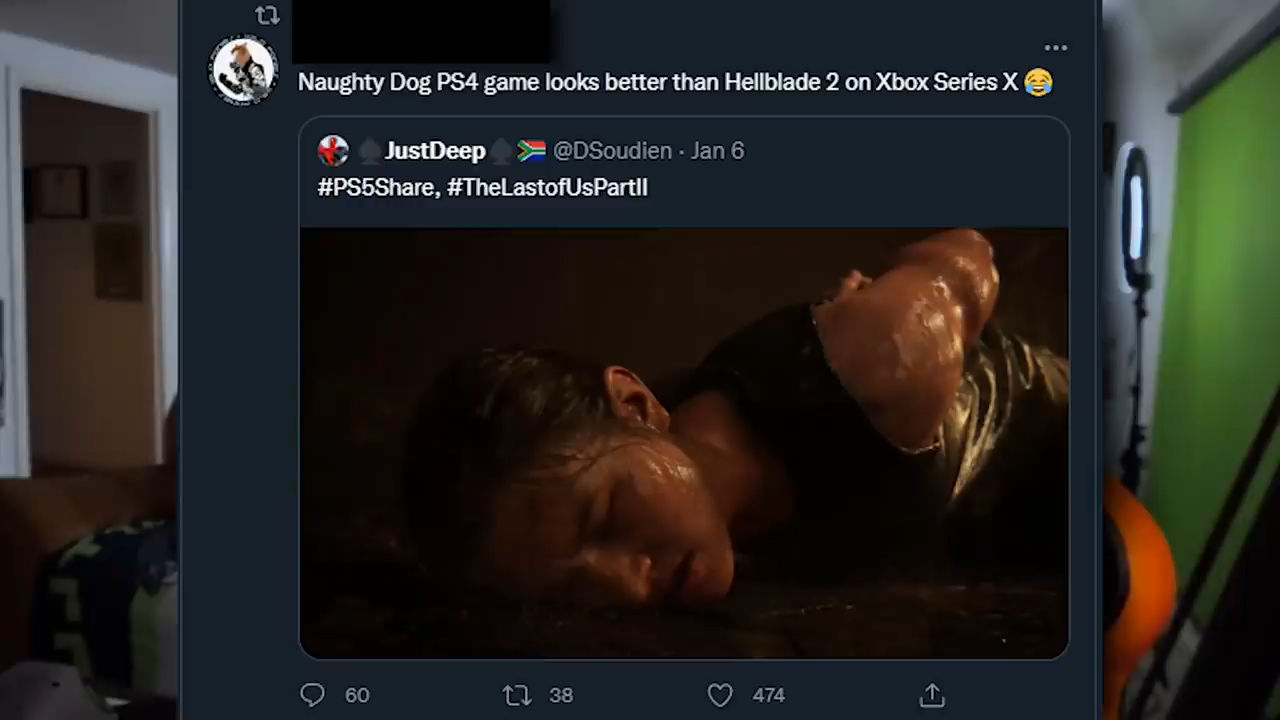 Naughty Dog PS4 game looks better than Hellblade 2 on Xbox Series X 😂
♠️JustDeep♠️🇿🇦 @DSoudien · Jan 6
#PS5Share, #TheLastofUsPartII
60 38 474